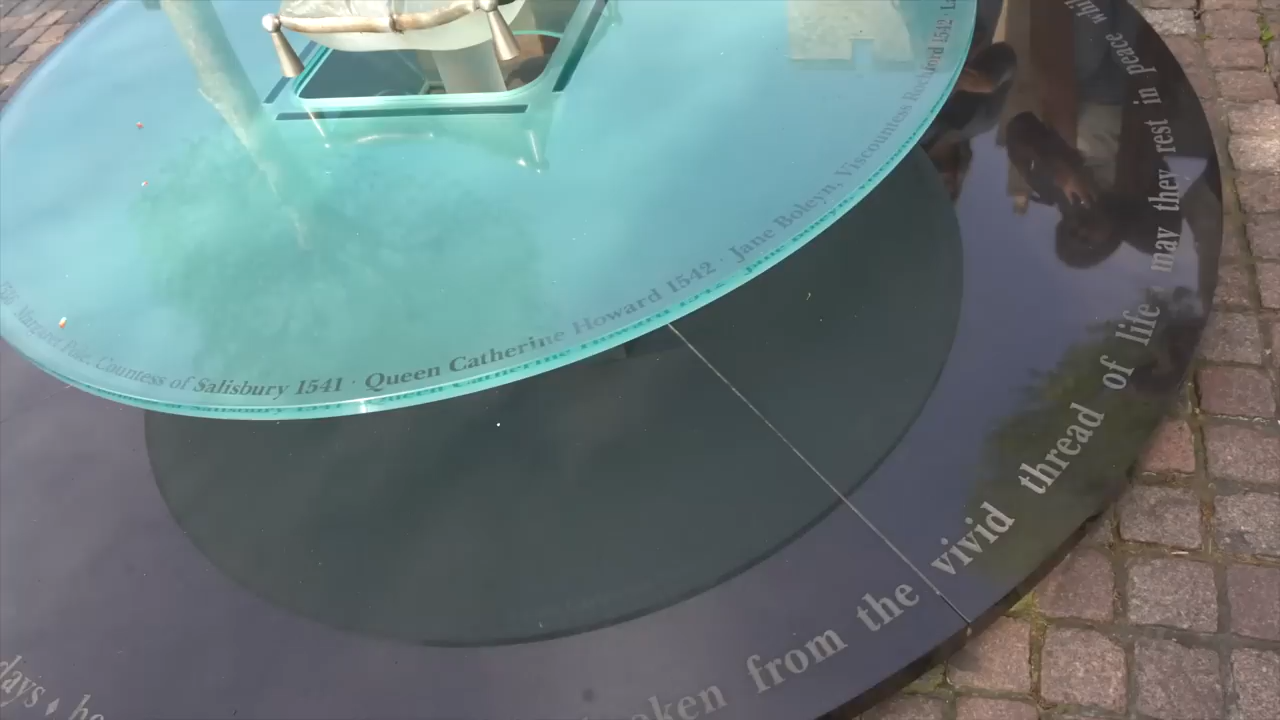 Margaret Pole, Countess of Salisbury 1541 · Queen Catherine Howard 1542 · Jane Boleyn, Viscountess Rochford 1542 ·
days ♦
from the vivid thread of life may they rest in peace